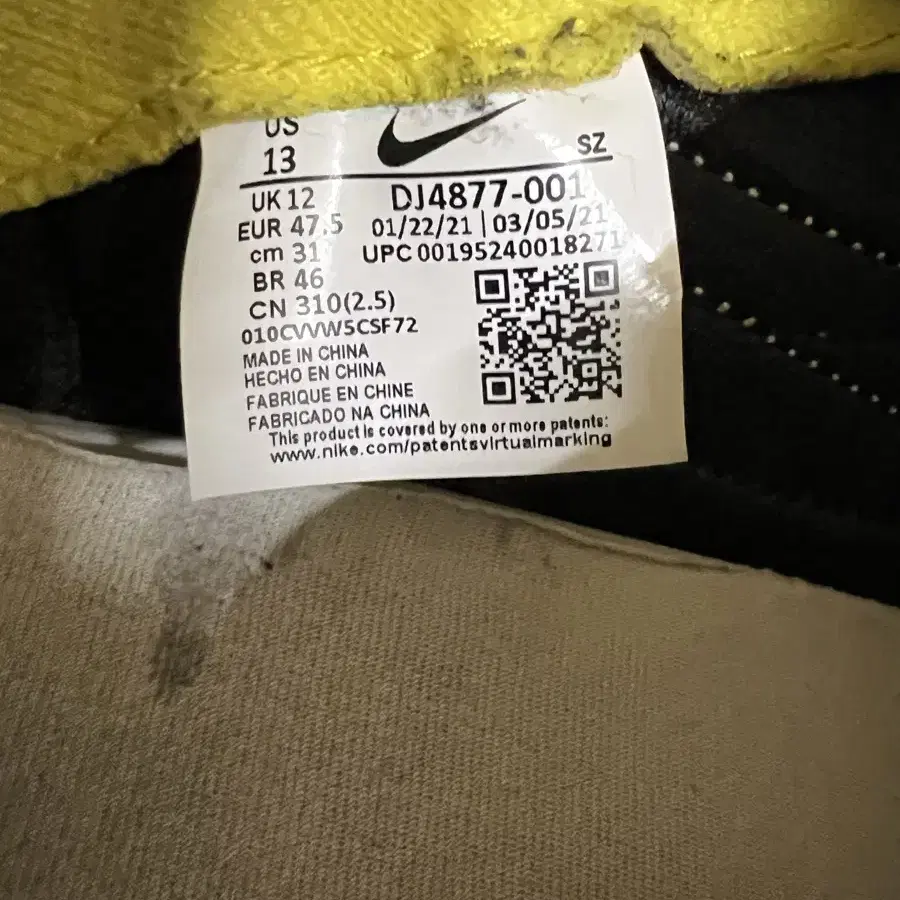 US
13
SZ
UK 12
EUR 47.5
cm 31
BR 46
CN 310(2.5)
DJ4877-001
01/22/21 | 03/05/21
UPC 00195240018271
010CVVW5CSF72
MADE IN CHINA
HECHO EN CHINA
FABRIQUE EN CHINE
FABRICADO NA CHINA
This product is covered by one or more patents:
www.nike.com/patentsvirtualmarking